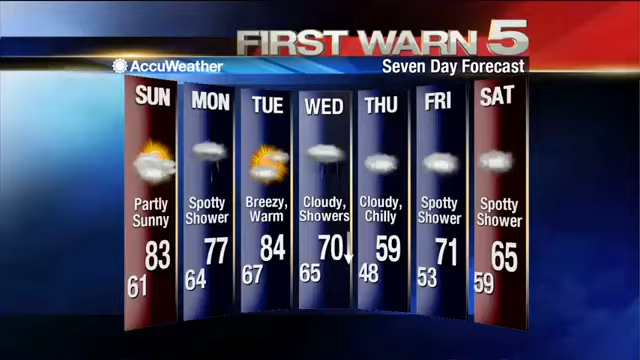 FIRST WARN 5
AccuWeather
Seven Day Forecast
SUN
Partly
Sunny
83
61
MON
Spotty
Shower
77
64
TUE
Breezy,
Warm
84
67
WED
Cloudy,
Showers
70
65
THU
Cloudy,
Chilly
59
48
FRI
Spotty
Shower
71
53
SAT
Spotty
Shower
65
59